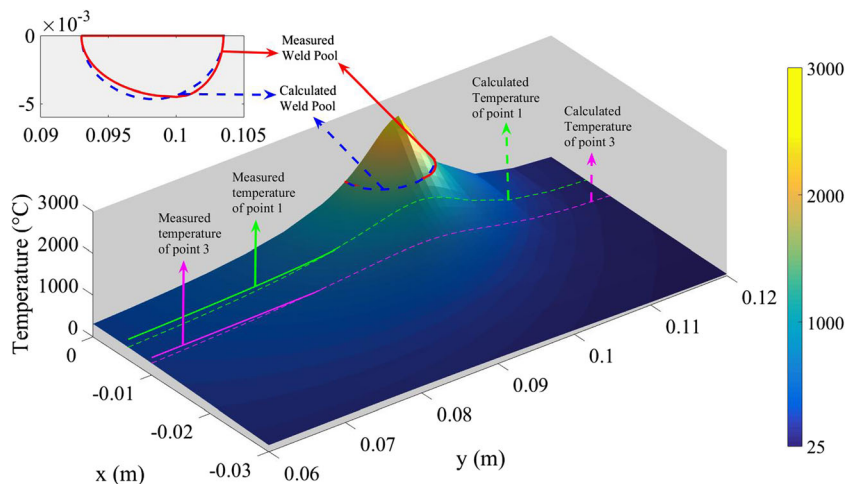 ×10⁻³
0
-5
0.09
0.095
0.1
0.105
Measured
Weld Pool
Calculated
Weld Pool
Calculated
Temperature
of point 1
Calculated
Temperature
of point 3
Measured
temperature
of point 1
Measured
temperature
of point 3
Temperature (°C)
3000
2000
1000
0
0
-0.01
-0.02
-0.03
x (m)
0.06
0.07
0.08
0.09
0.1
0.11
0.12
y (m)
3000
2000
1000
25